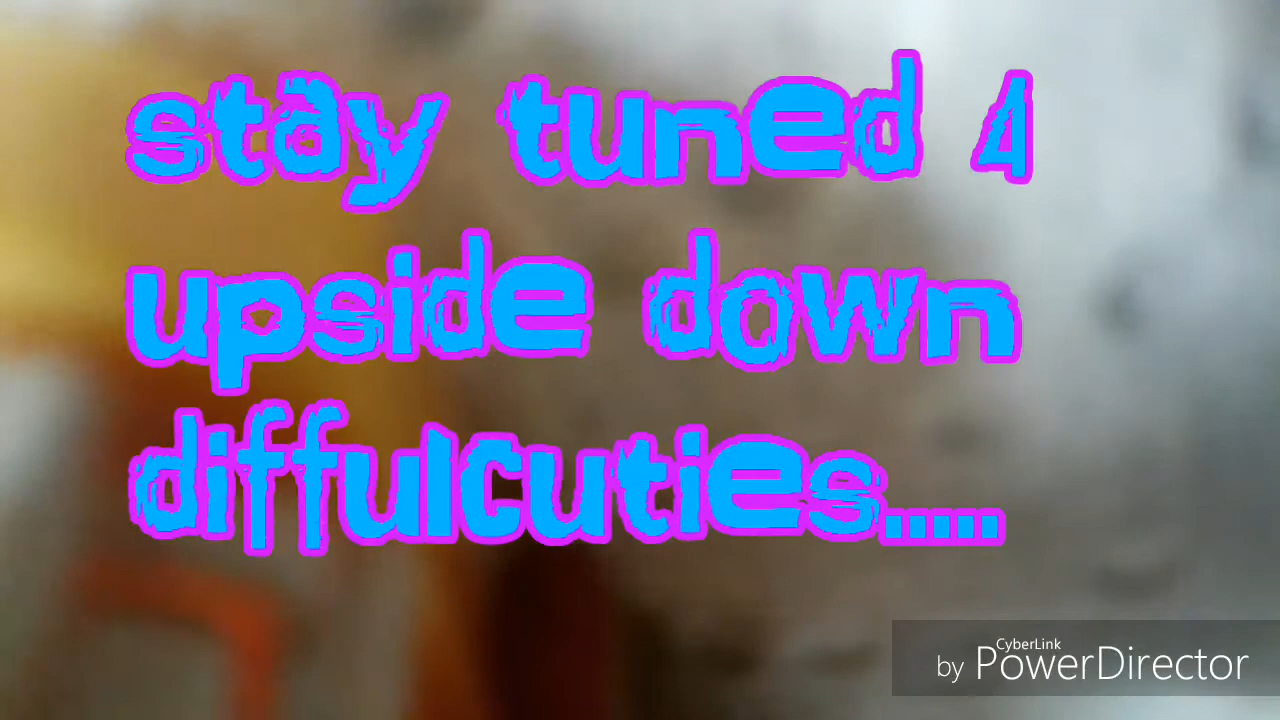 stay tuned 4
upside down
diffulcuties.....
CyberLink
by PowerDirector